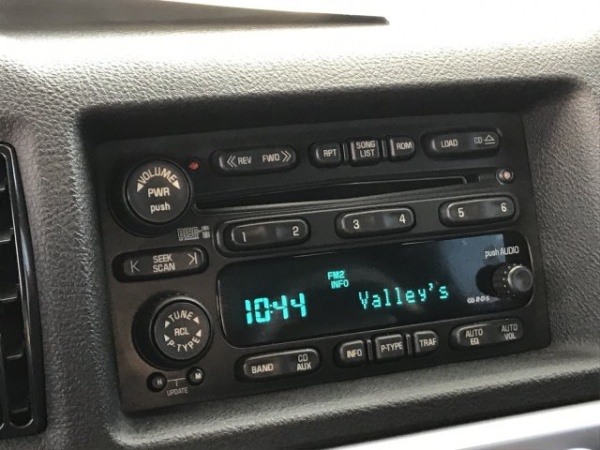 REV FWD
RPT
SONG LIST
RDM
LOAD
CD
VOLUME
PWR
push
1 2
3 4
5 6
SEEK
SCAN
push AUDIO
FM2
INFO
10:44 Valley's
TUNE
RCL
P-TYPE
BAND
CD
AUX
INFO
P-TYPE
TRAF
AUTO
EQ
AUTO
VOL
H
M
UPDATE